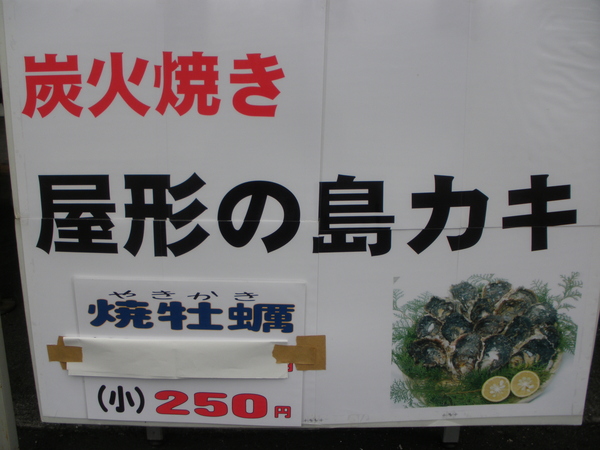 炭火焼き
屋形の島カキ
やきかき
焼牡蠣
(小)250円